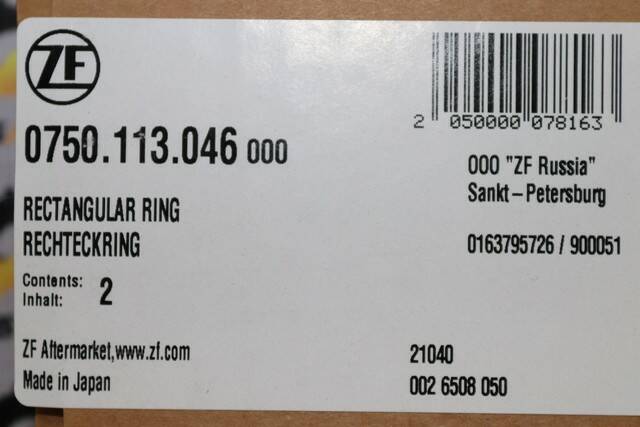 ZF
0750.113.046 000
2 050000 078163
000 "ZF Russia"
Sankt-Petersburg
RECTANGULAR RING
RECHTECKRING
0163795726 / 900051
Contents:
Inhalt: 2
ZF Aftermarket,www.zf.com
Made in Japan
21040
002 6508 050